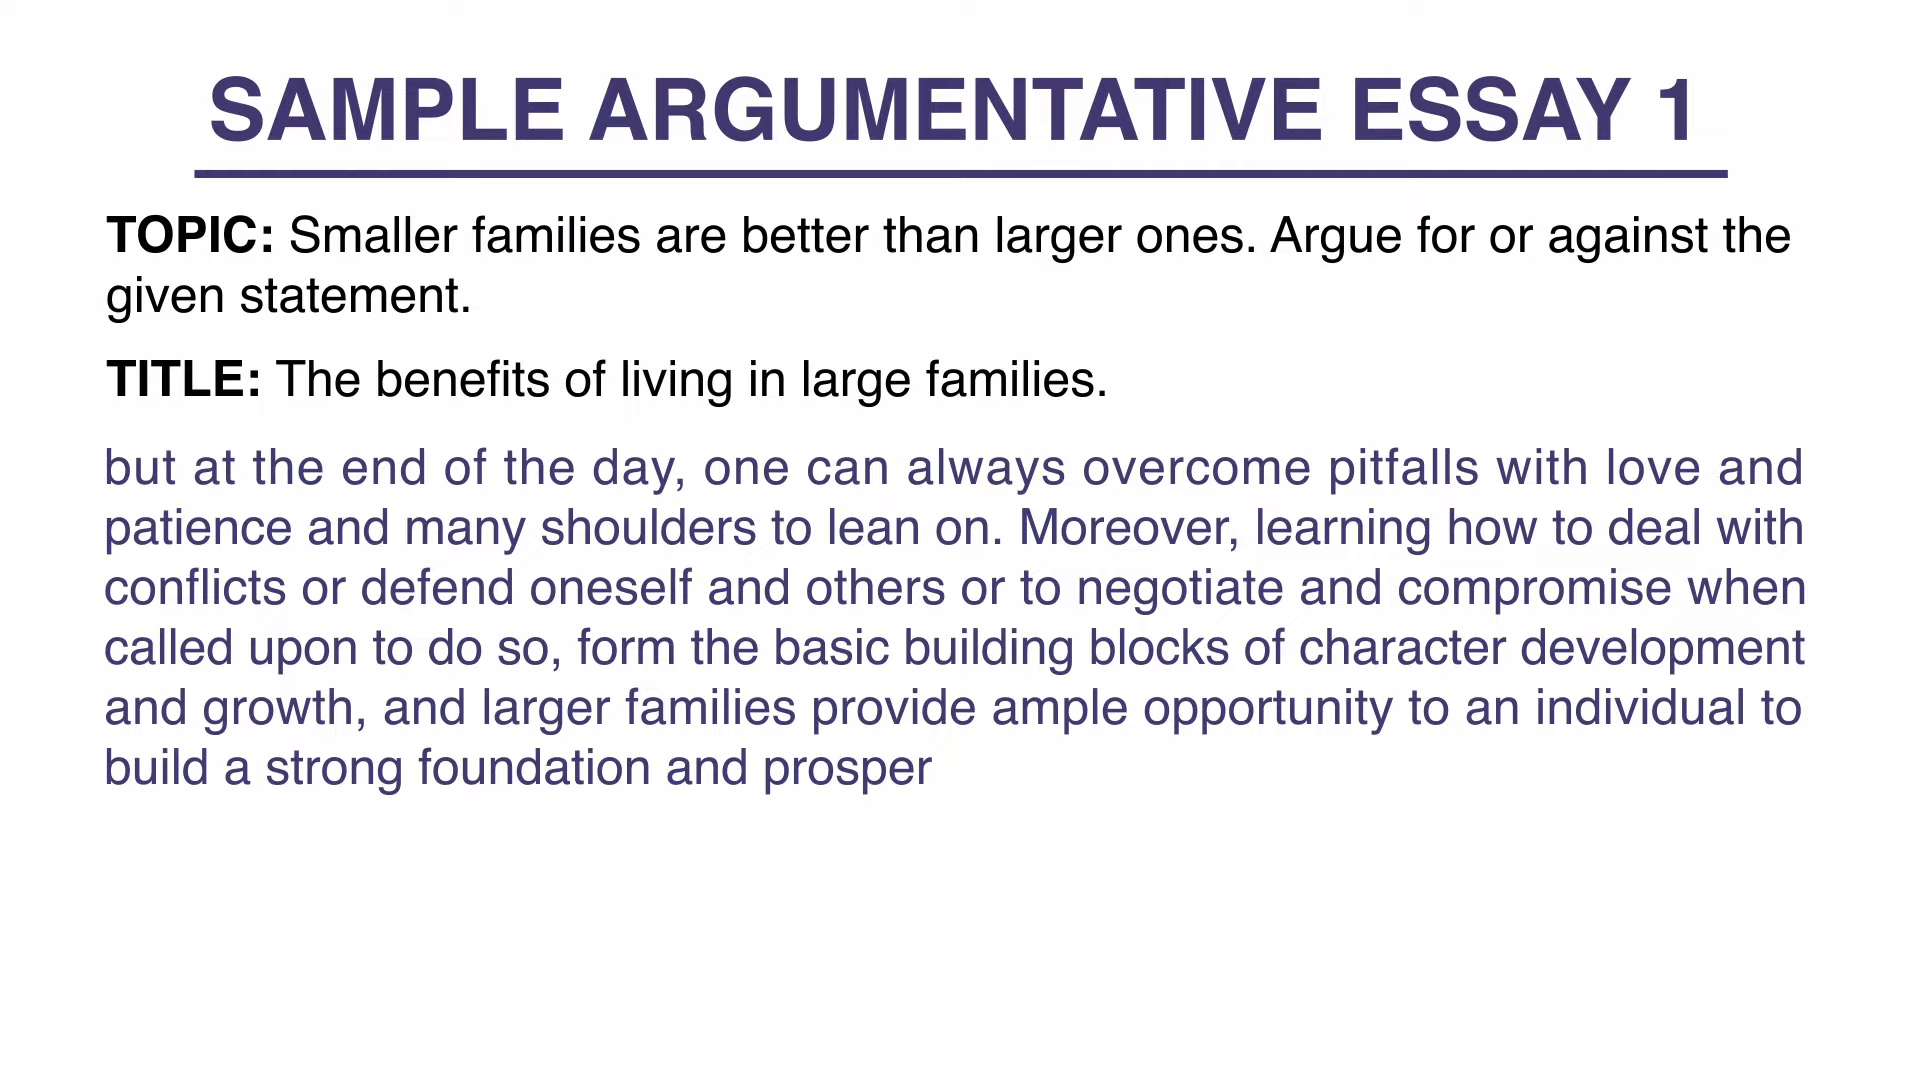 SAMPLE ARGUMENTATIVE ESSAY 1
TOPIC: Smaller families are better than larger ones. Argue for or against the
given statement.
TITLE: The benefits of living in large families.
but at the end of the day, one can always overcome pitfalls with love and
patience and many shoulders to lean on. Moreover, learning how to deal with
conflicts or defend oneself and others or to negotiate and compromise when
called upon to do so, form the basic building blocks of character development
and growth, and larger families provide ample opportunity to an individual to
build a strong foundation and prosper